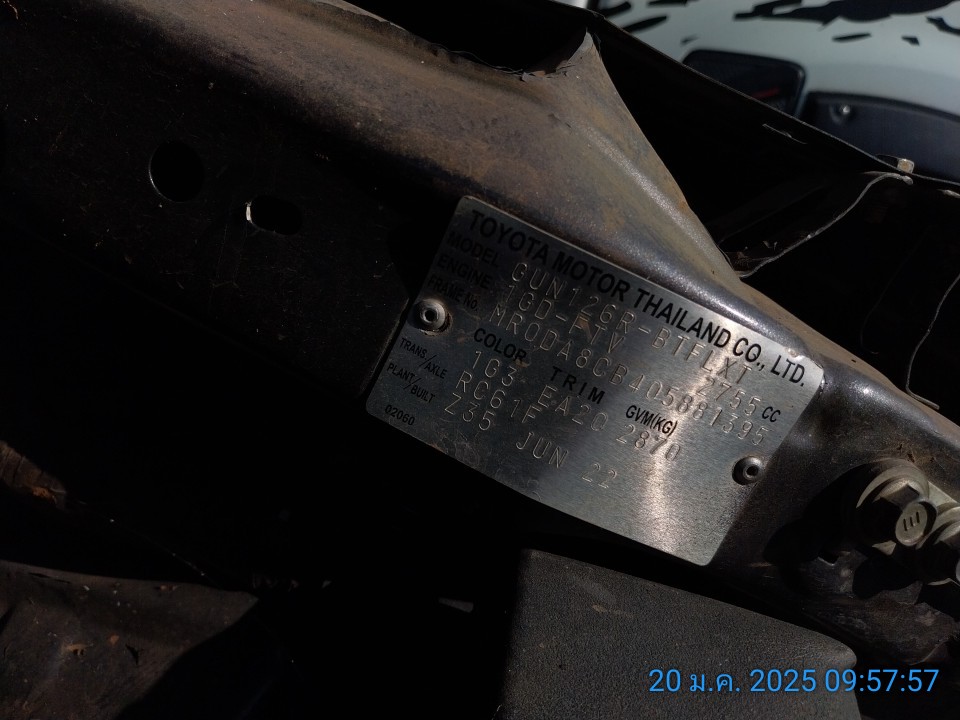 TOYOTA MOTOR THAILAND CO., LTD.
MODEL GUN126R-BTFLXT
ENGINE 1GD-FTV 2755 CC
FRAME No. MR0DA8CB405881395
COLOR TRIM
1G3 EA20 GVM(KG)
TRANS/AXLE RC61F 2870
PLANT/BUILT Z35 JUN 22
02060
20 ม.ค. 2025 09:57:57